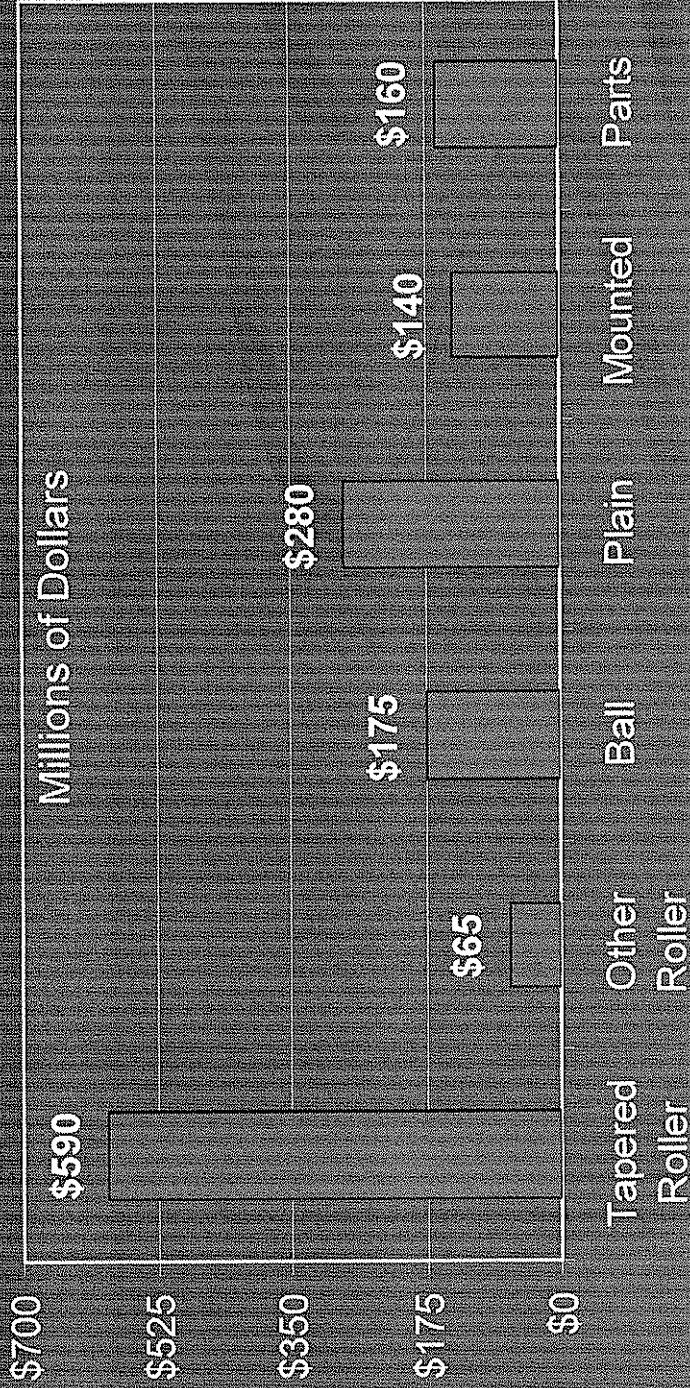 Millions of Dollars
$700
$525
$350
$175
$0
$590
$65
$175
$280
$140
$160
Tapered
Roller
Other
Roller
Ball
Plain
Mounted
Parts